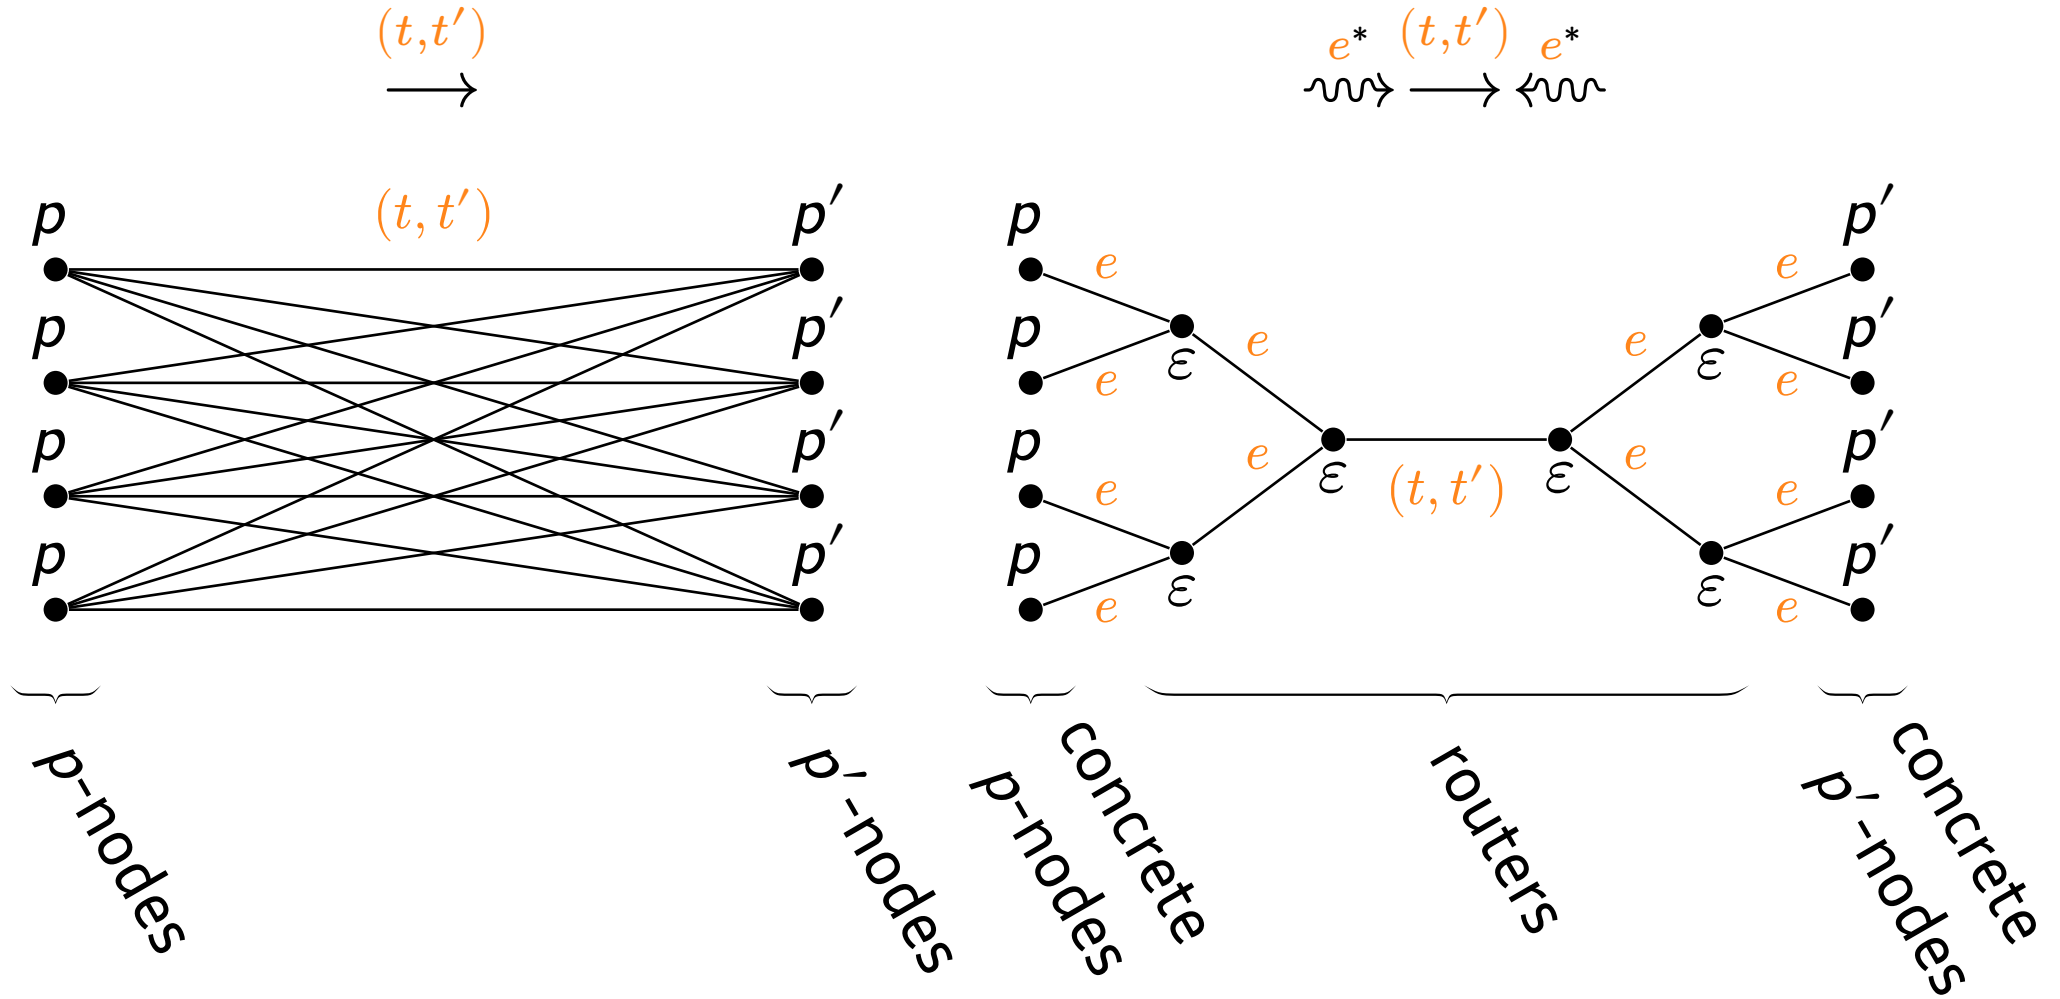 (t,t′)
e* (t,t′) e*
p (t, t′) p′
p p′
p p′
p p′
p p′
e e
p e e p′
ε ε
e e
p e e p′
ε (t, t′) ε
e e
p p′
ε ε
e e
p-nodes
p′-nodes
concrete
p-nodes
routers
concrete
p′-nodes